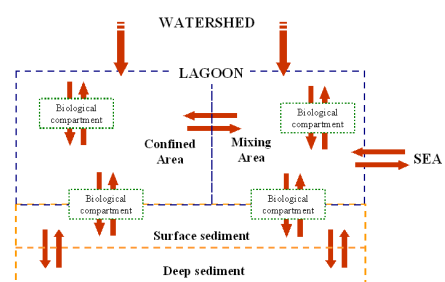 WATERSHED
LAGOON
Biological
compartment
Biological
compartment
Confined
Area
Mixing
Area
SEA
Biological
compartment
Biological
compartment
Surface sediment
Deep sediment